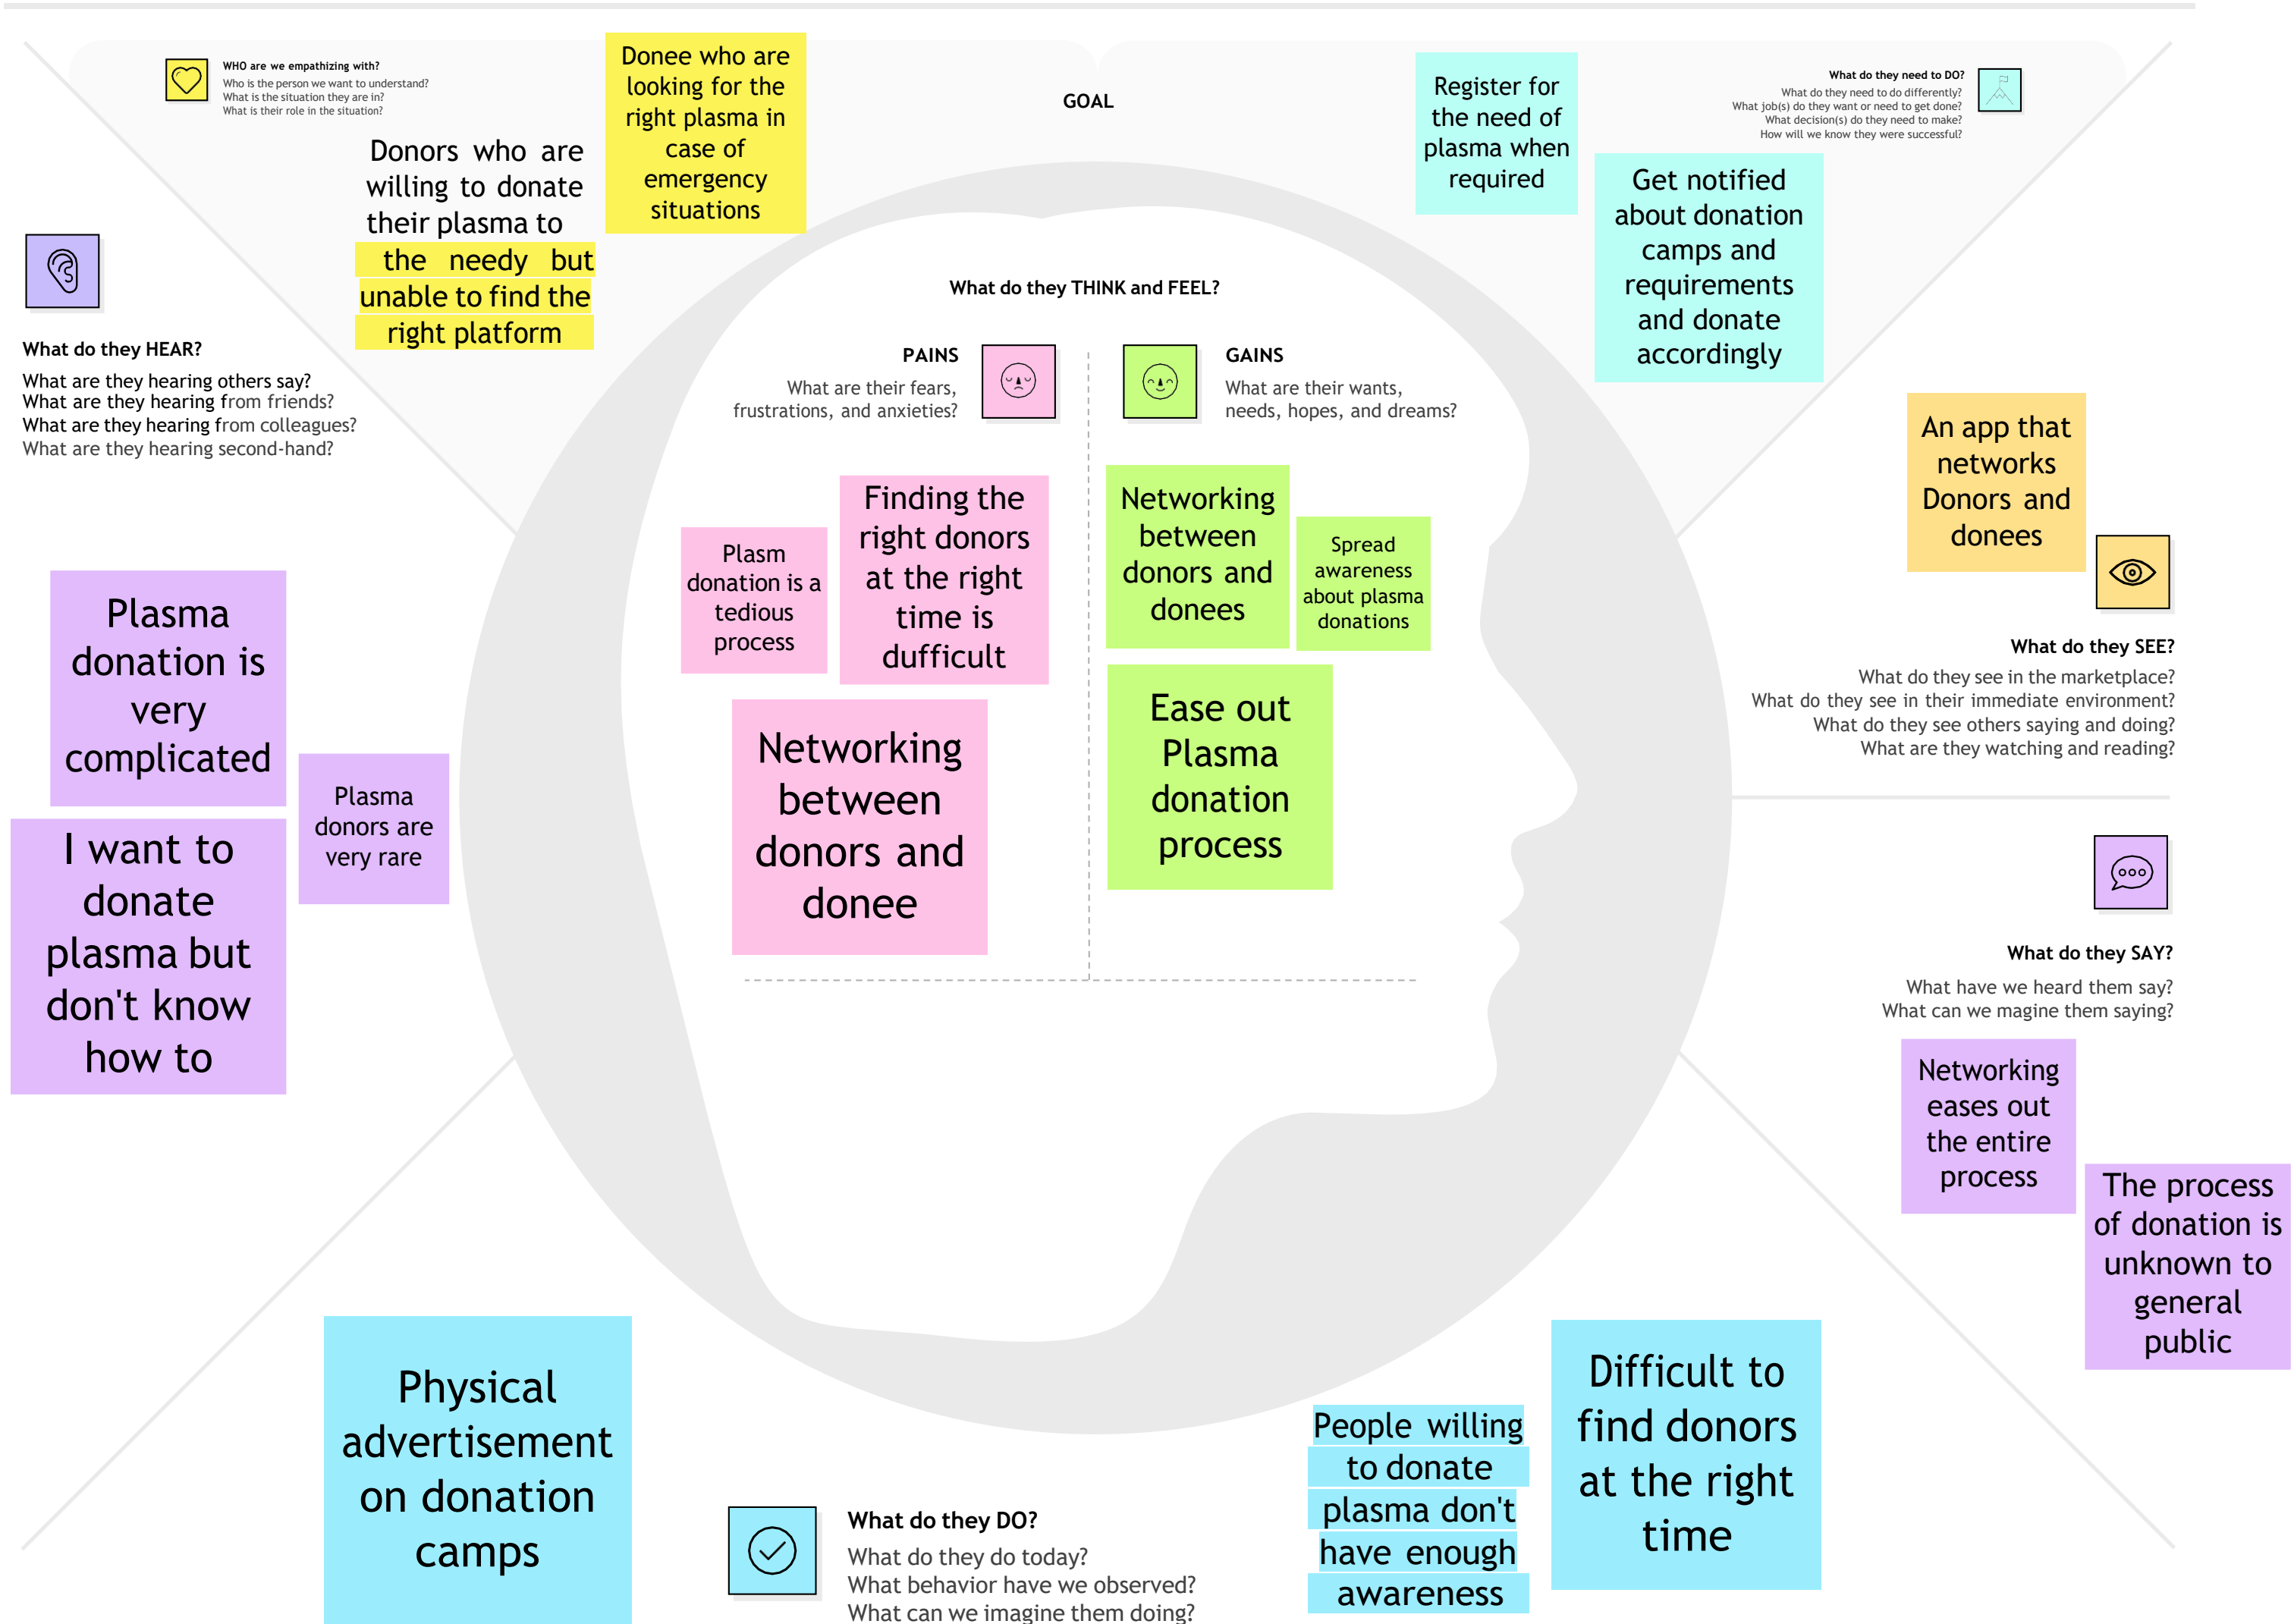 WHO are we empathizing with?
Who is the person we want to understand?
What is the situation they are in?
What is their role in the situation?
Donors who are
willing to donate
their plasma to
the needy but
unable to find the
right platform
Donee who are
looking for the
right plasma in
case of
emergency
situations
GOAL
Register for
the need of
plasma when
required
What do they need to DO?
What do they need to do differently?
What job(s) do they want or need to get done?
What decision(s) do they need to make?
How will we know they were successful?
Get notified
about donation
camps and
requirements
and donate
accordingly
What do they HEAR?
What are they hearing others say?
What are they hearing from friends?
What are they hearing from colleagues?
What are they hearing second-hand?
Plasma
donation is
very
complicated
Plasma
donors are
very rare
I want to
donate
plasma but
don't know
how to
What do they THINK and FEEL?
PAINS
What are their fears,
frustrations, and anxieties?
GAINS
What are their wants,
needs, hopes, and dreams?
Plasm
donation is a
tedious
process
Finding the
right donors
at the right
time is
dufficult
Networking
between
donors and
donee
Networking
between
donors and
donees
Spread
awareness
about plasma
donations
Ease out
Plasma
donation
process
An app that
networks
Donors and
donees
What do they SEE?
What do they see in the marketplace?
What do they see in their immediate environment?
What do they see others saying and doing?
What are they watching and reading?
What do they SAY?
What have we heard them say?
What can we magine them saying?
Networking
eases out
the entire
process
The process
of donation is
unknown to
general
public
Physical
advertisement
on donation
camps
What do they DO?
What do they do today?
What behavior have we observed?
What can we imagine them doing?
People willing
to donate
plasma don't
have enough
awareness
Difficult to
find donors
at the right
time